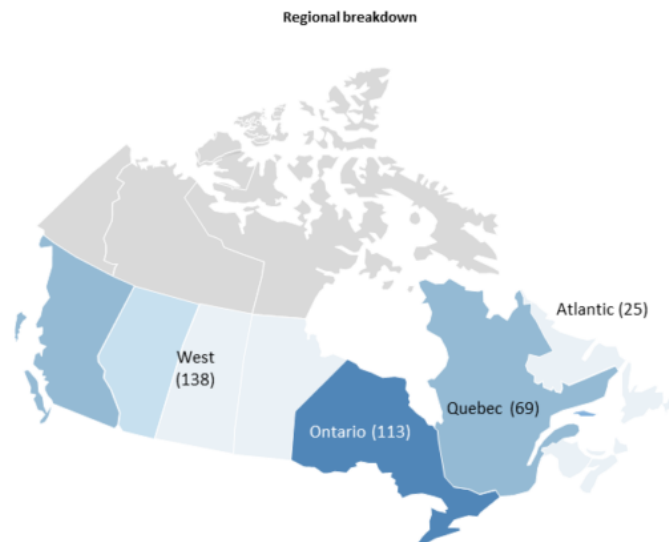 Regional breakdown
Atlantic (25)
West
(138)
Quebec (69)
Ontario (113)